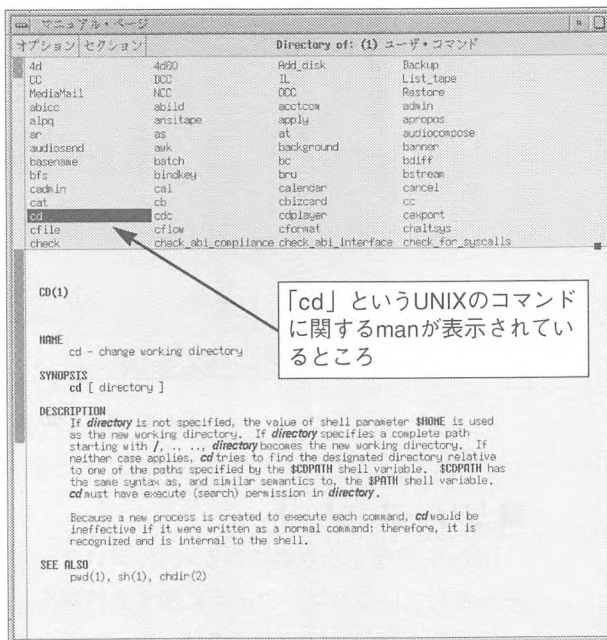 マニュアル・ページ
オプション セクション Directory of: (1) ユーザ・コマンド
4d 4d60 Add_disk Backup
CC DCC IL List_tape
MediaMail NCC OCC Restore
abicc abild acctcom admin
alpq ansitape apply apropos
ar as at audiocompose
audiosend awk background banner
basename batch bc bdiff
bfs bindkey bru bstream
cadmin cal calendar cancel
cat cb cbizcard cc
cd cdc cdplayer cexport
cfile cflow cformat chaltsys
check check_abi_compliance check_abi_interface check_for_syscalls
「cd」というUNIXのコマンド
に関するmanが表示されてい
るところ
CD(1)
NAME
cd - change working directory
SYNOPSIS
cd [ directory ]
DESCRIPTION
If directory is not specified, the value of shell parameter $HOME is used
as the new working directory. If directory specifies a complete path
starting with /, ., .., directory becomes the new working directory. If
neither case applies, cd tries to find the designated directory relative
to one of the paths specified by the $CDPATH shell variable. $CDPATH has
the same syntax as, and similar semantics to, the $PATH shell variable.
cd must have execute (search) permission in directory.
Because a new process is created to execute each command, cd would be
ineffective if it were written as a normal command; therefore, it is
recognized and is internal to the shell.
SEE ALSO
pwd(1), sh(1), chdir(2)